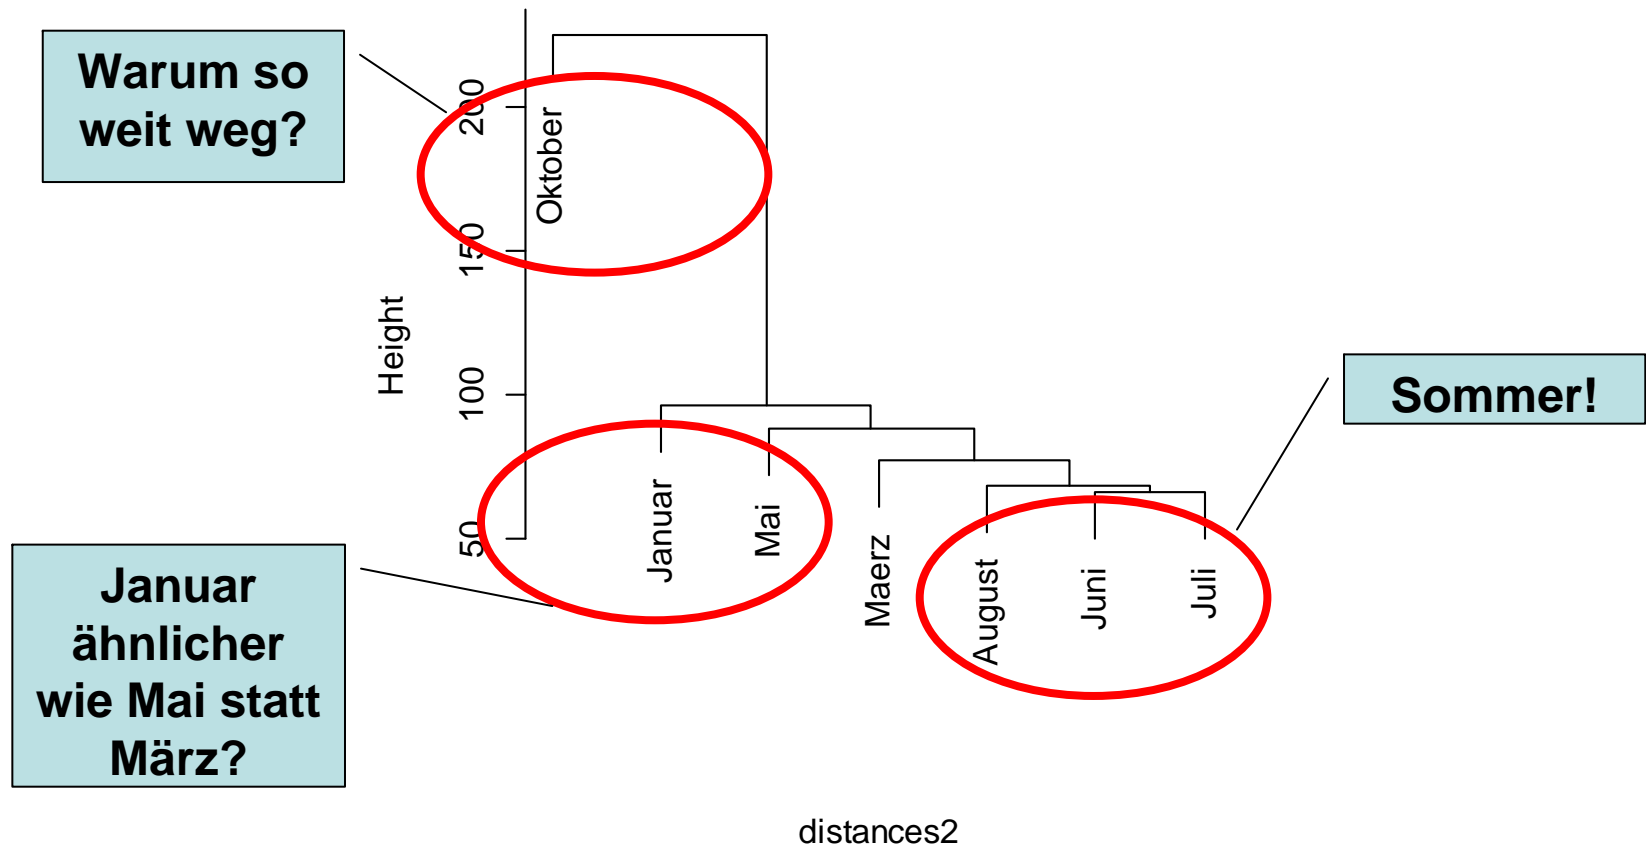 Warum so
weit weg?
200
150
100
50
Height
Oktober
Januar
Mai
Maerz
August
Juni
Juli
Sommer!
Januar
ähnlicher
wie Mai statt
März?
distances2